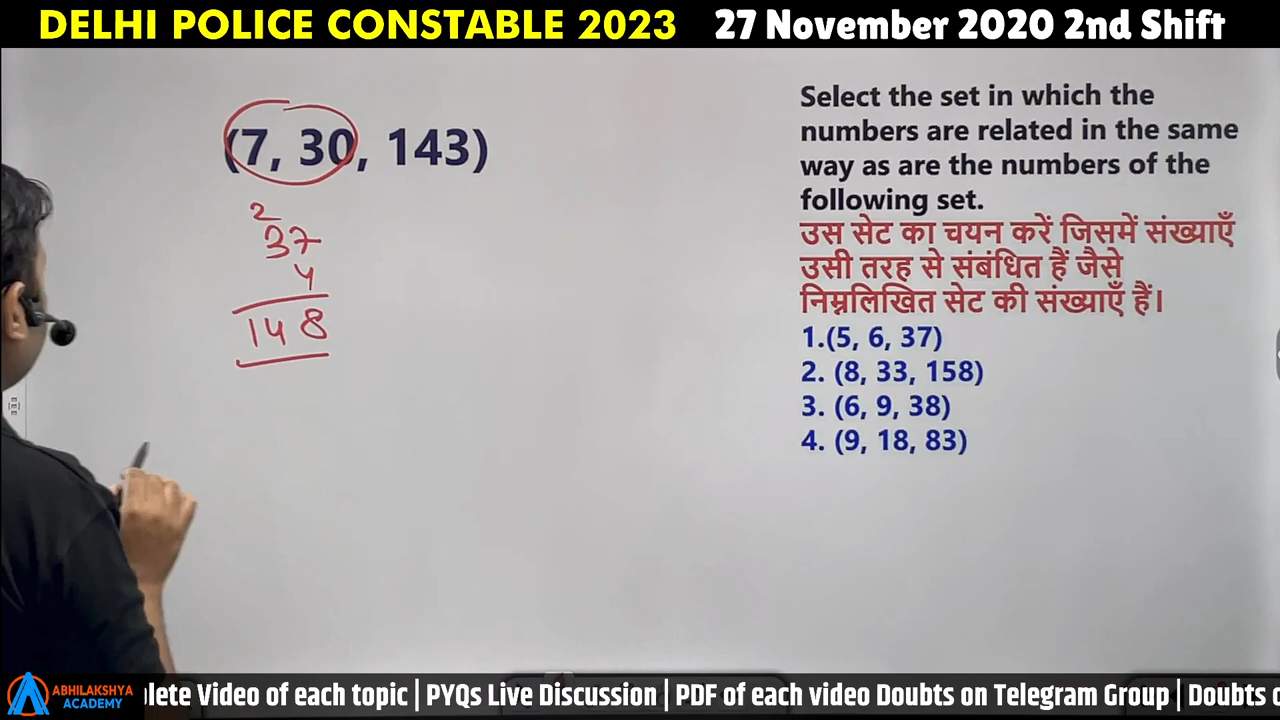 DELHI POLICE CONSTABLE 2023 27 November 2020 2nd Shift
(7, 30, 143)
2
37
4
148
Select the set in which the
numbers are related in the same
way as are the numbers of the
following set.
उस सेट का चयन करें जिसमें संख्याएँ
उसी तरह से संबंधित हैं जैसे
निम्नलिखित सेट की संख्याएँ हैं।
1.(5, 6, 37)
2. (8, 33, 158)
3. (6, 9, 38)
4. (9, 18, 83)
ABHILAKSHYA
ACADEMY
plete Video of each topic | PYQs Live Discussion | PDF of each video Doubts on Telegram Group | Doubts